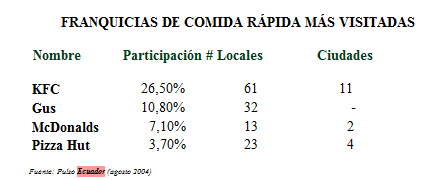 FRANQUICIAS DE COMIDA RÁPIDA MÁS VISITADAS
Nombre Participación # Locales Ciudades
KFC 26,50% 61 11
Gus 10,80% 32 -
McDonalds 7,10% 13 2
Pizza Hut 3,70% 23 4
Fuente: Pulso Ecuador (agosto 2004)